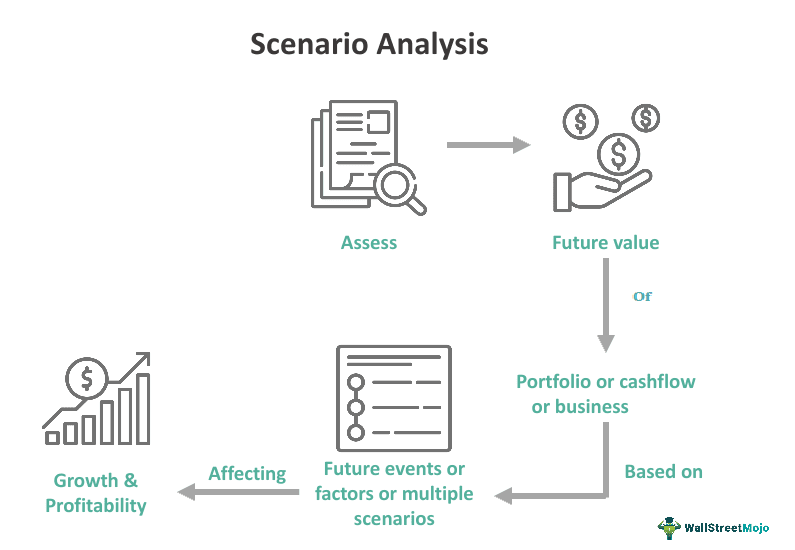 Scenario Analysis
$
$
$
Assess
Future value
Of
Portfolio or cashflow
or business
Based on
Future events or
factors or multiple
scenarios
Affecting
$
Growth &
Profitability
WallStreetMojo